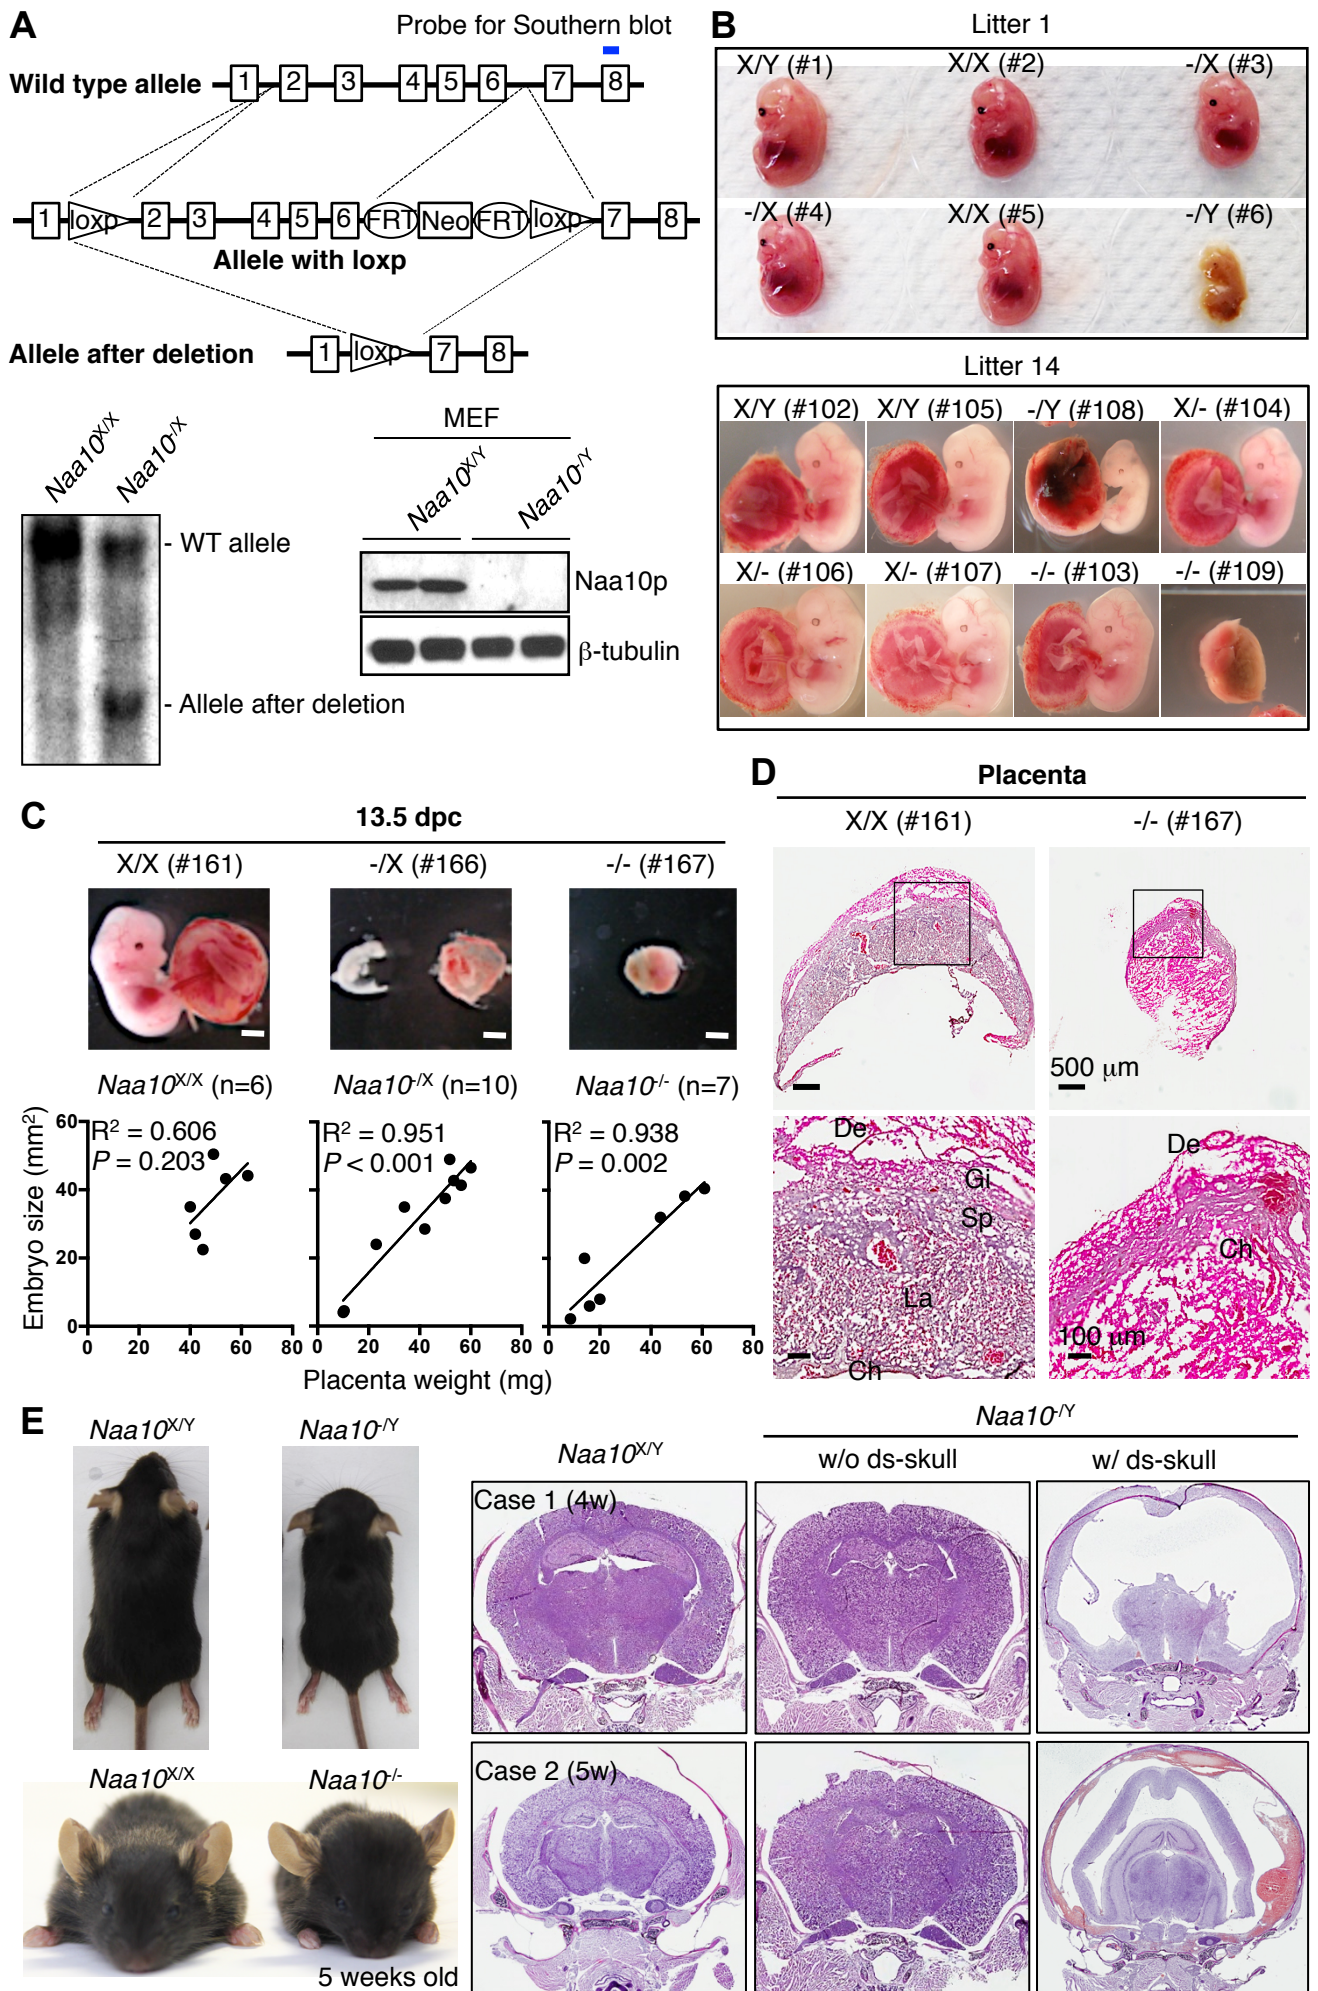 A
Probe for Southern blot
Wild type allele
1 2 3 4 5 6 7 8
1 loxp 2 3 4 5 6 FRT Neo FRT loxp 7 8
Allele with loxp
Allele after deletion
1 loxp 7 8
Naa10X/X
Naa10-/X
- WT allele
- Allele after deletion
MEF
Naa10X/Y
Naa10-/Y
Naa10p
β-tubulin
B
Litter 1
X/Y (#1) X/X (#2) -/X (#3)
-/X (#4) X/X (#5) -/Y (#6)
Litter 14
X/Y (#102) X/Y (#105) -/Y (#108) X/- (#104)
X/- (#106) X/- (#107) -/- (#103) -/- (#109)
C
13.5 dpc
X/X (#161) -/X (#166) -/- (#167)
Naa10X/X (n=6) Naa10-/X (n=10) Naa10-/- (n=7)
Embryo size (mm2)
60
40
20
0
R2 = 0.606
P = 0.203
R2 = 0.951
P < 0.001
R2 = 0.938
P = 0.002
0 20 40 60 80 0 20 40 60 80 0 20 40 60 80
Placenta weight (mg)
D
Placenta
X/X (#161) -/- (#167)
500 μm
De
Gi
Sp
La
Ch
De
Ch
100 μm
E
Naa10X/Y Naa10-/Y
Naa10X/X Naa10-/-
5 weeks old
Naa10X/Y
Naa10-/Y
w/o ds-skull w/ ds-skull
Case 1 (4w)
Case 2 (5w)